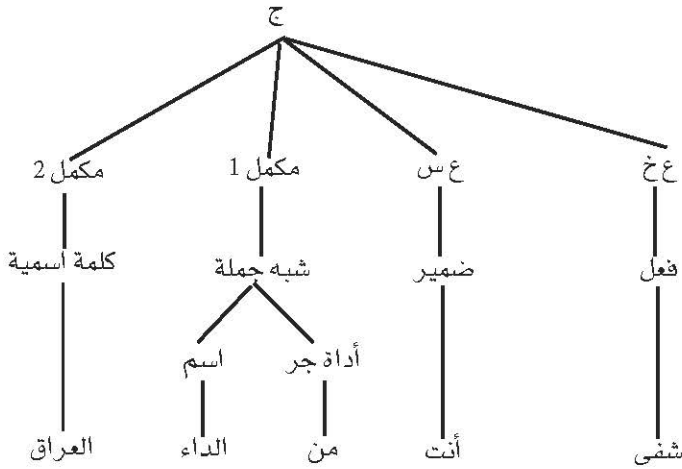 ج
ع خ ع س مكمل 1 مكمل 2
فعل ضمير شبه جملة كلمة اسمية
أداة جر اسم
شفى أنت من الداء العراق